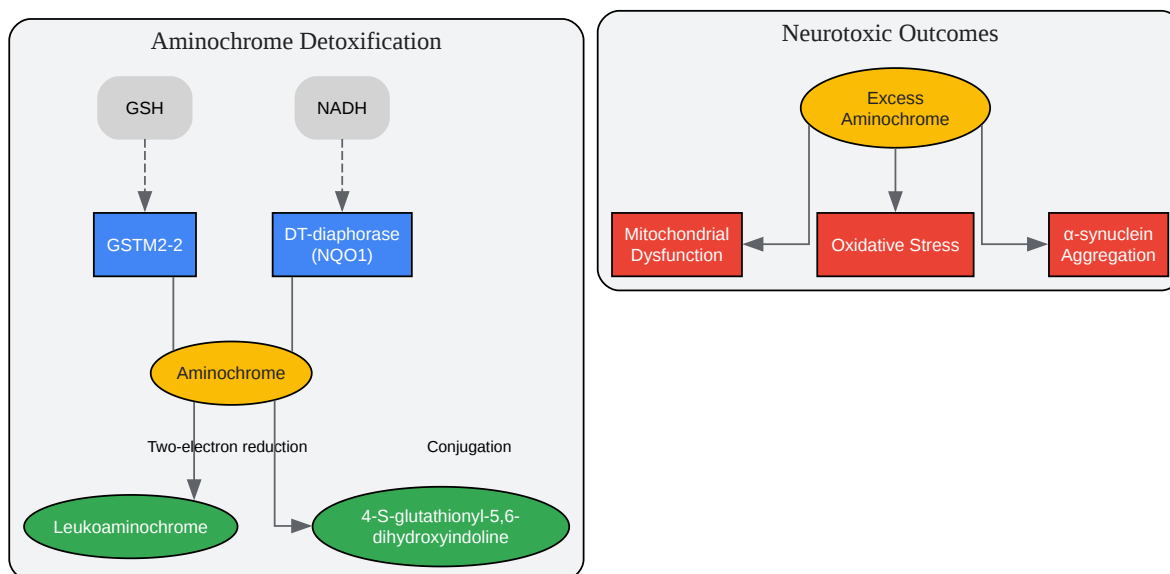 Aminochrome Detoxification
GSH
NADH
GSTM2-2
DT-diaphorase
(NQO1)
Aminochrome
Two-electron reduction
Conjugation
Leukoaminochrome
4-S-glutathionyl-5,6-
dihydroxyindoline
Neurotoxic Outcomes
Excess
Aminochrome
Mitochondrial
Dysfunction
Oxidative Stress
α-synuclein
Aggregation